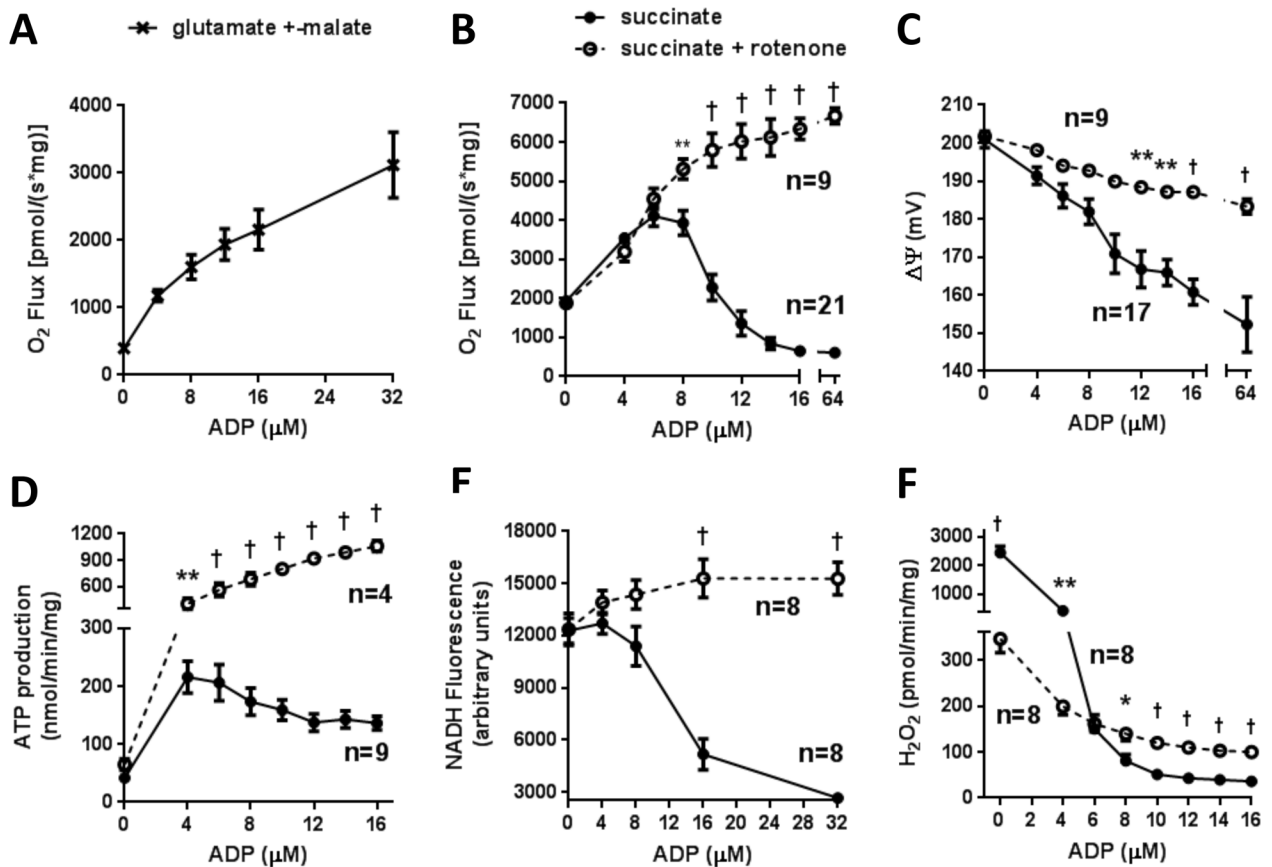 A
glutamate +-malate
O2 Flux [pmol/(s*mg)]
4000
3000
2000
1000
0
0 8 16 24 32
ADP (μM)
B
succinate
succinate + rotenone
O2 Flux [pmol/(s*mg)]
7000
6000
5000
4000
3000
2000
1000
0
** † † † † †
n=9
n=21
0 4 8 12 16 64
ADP (μM)
C
ΔΨ (mV)
210
200
190
180
170
160
150
140
n=9
** ** † †
n=17
0 4 8 12 16 64
ADP (μM)
D
ATP production
(nmol/min/mg)
1200
900
600
300
200
100
0
** † † † † † †
n=4
n=9
0 4 8 12 16
ADP (μM)
F
NADH Fluorescence
(arbitrary units)
18000
15000
12000
9000
6000
3000
† †
n=8
n=8
0 4 8 12 16 20 24 28 32
ADP (μM)
F
H2O2 (pmol/min/mg)
3000
2000
1000
300
200
100
0
† ** * † † † †
n=8
n=8
0 2 4 6 8 10 12 14 16
ADP (μM)